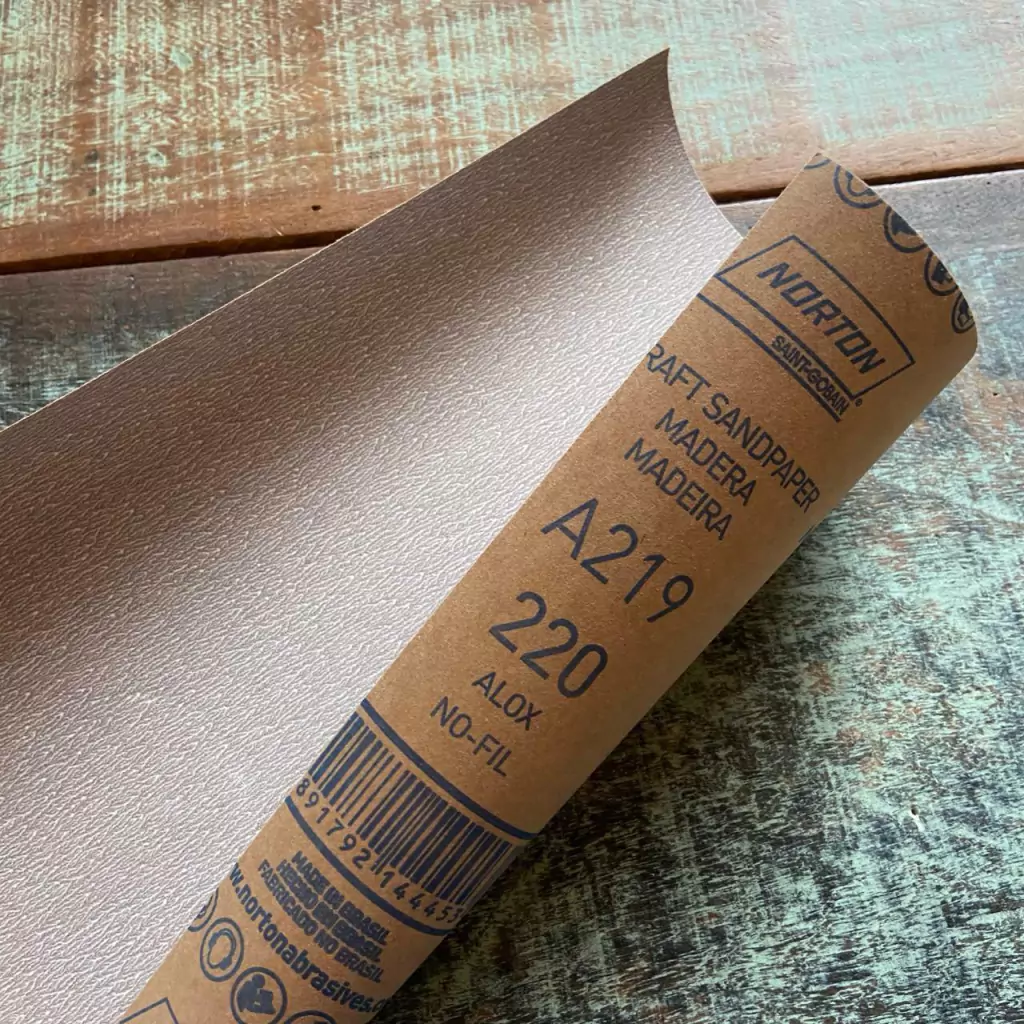 NORTON
SAINT-GOBAIN®
RAFT SANDPAPER
MADERA
MADEIRA
A219
220
ALOX
NO-FIL
891792144453
MADE IN BRASIL
HECHO EN BRASIL
FABRICADO NO BRASIL
w.nortonabrasives.